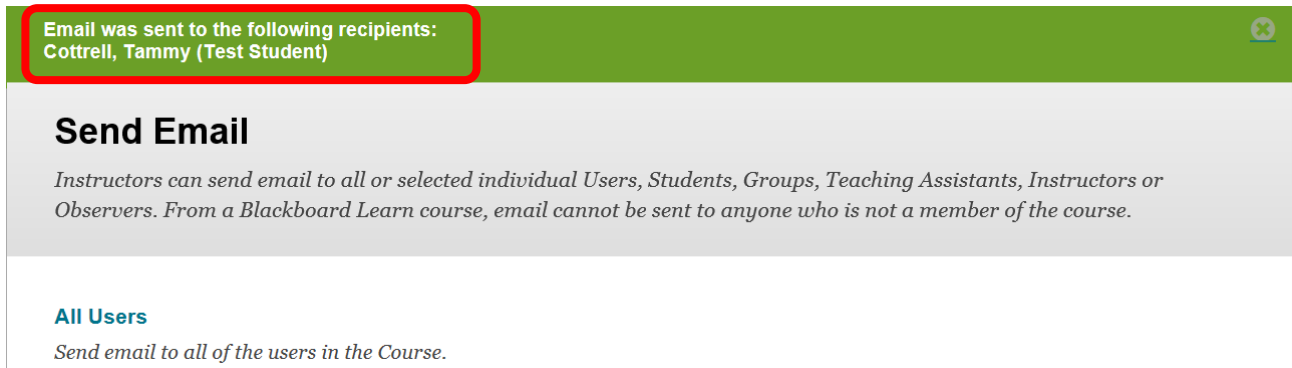 Email was sent to the following recipients:
Cottrell, Tammy (Test Student)
Send Email
Instructors can send email to all or selected individual Users, Students, Groups, Teaching Assistants, Instructors or
Observers. From a Blackboard Learn course, email cannot be sent to anyone who is not a member of the course.
All Users
Send email to all of the users in the Course.